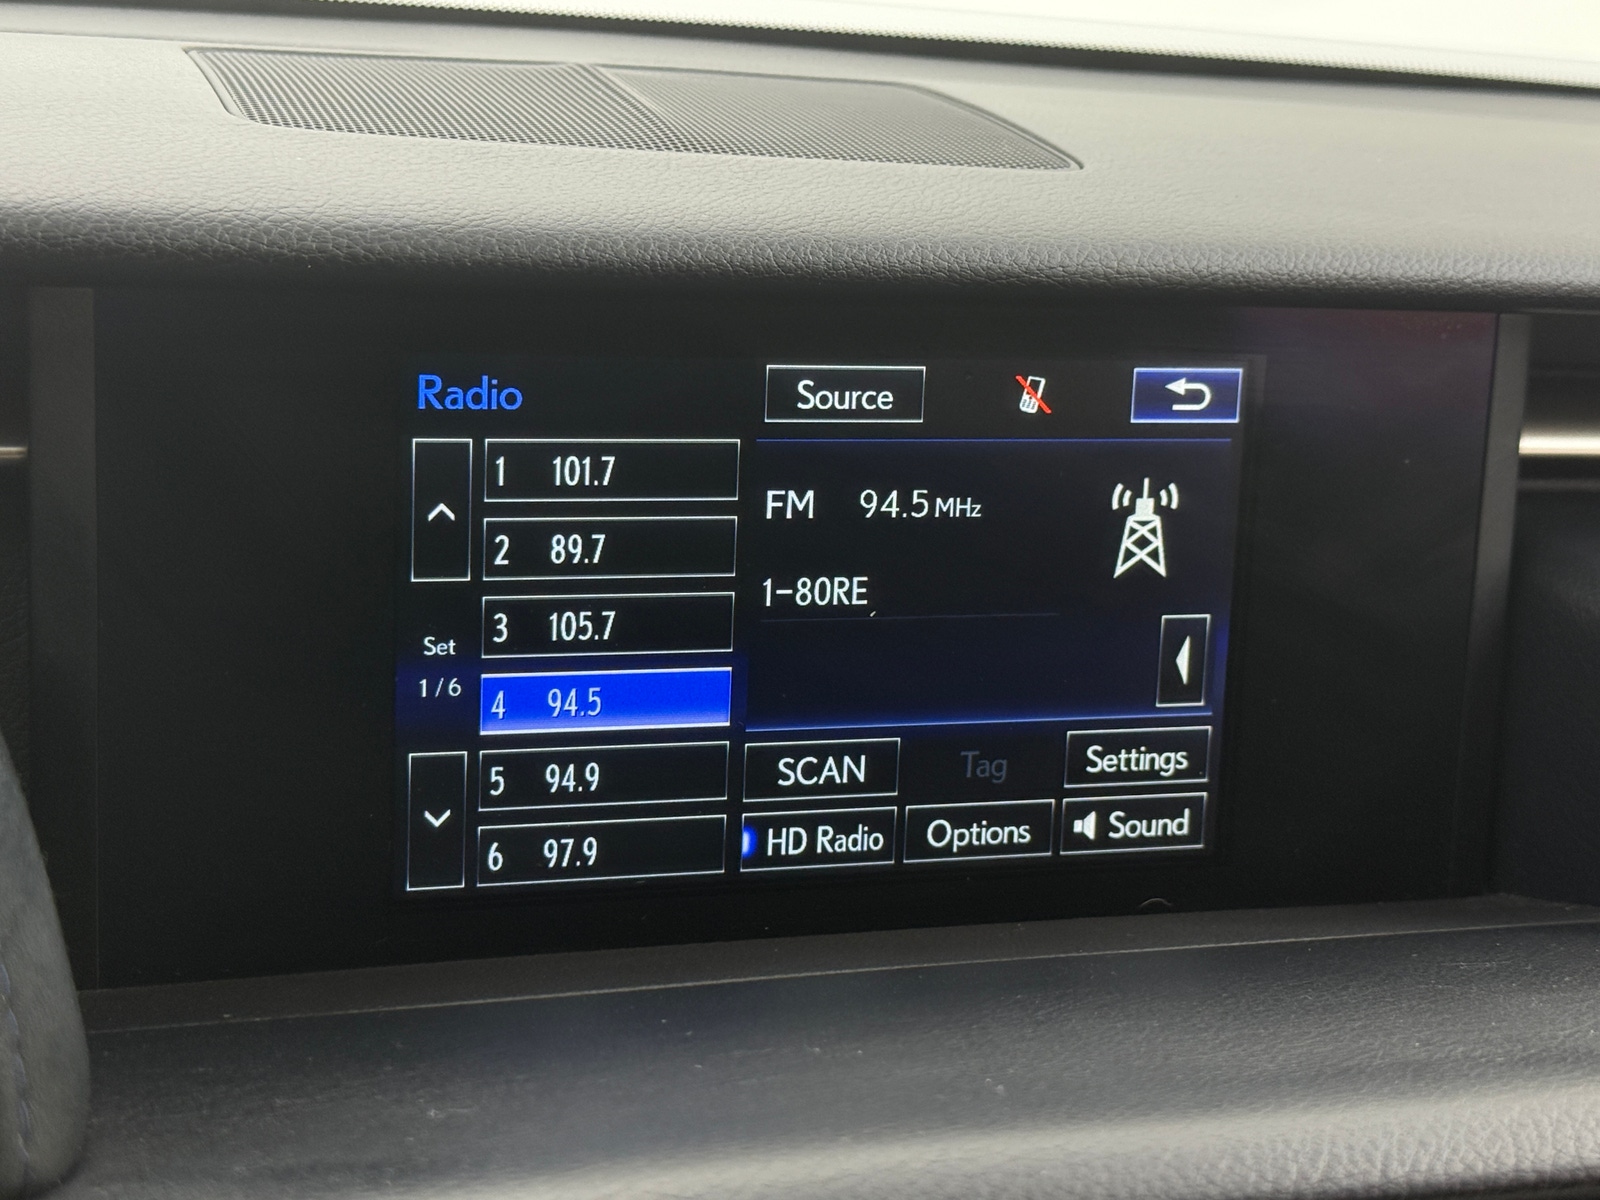 Radio
Source
1 101.7
2 89.7
3 105.7
4 94.5
5 94.9
6 97.9
Set
1/6
FM 94.5 MHz
1-80RE
SCAN
Tag
Settings
HD Radio
Options
Sound